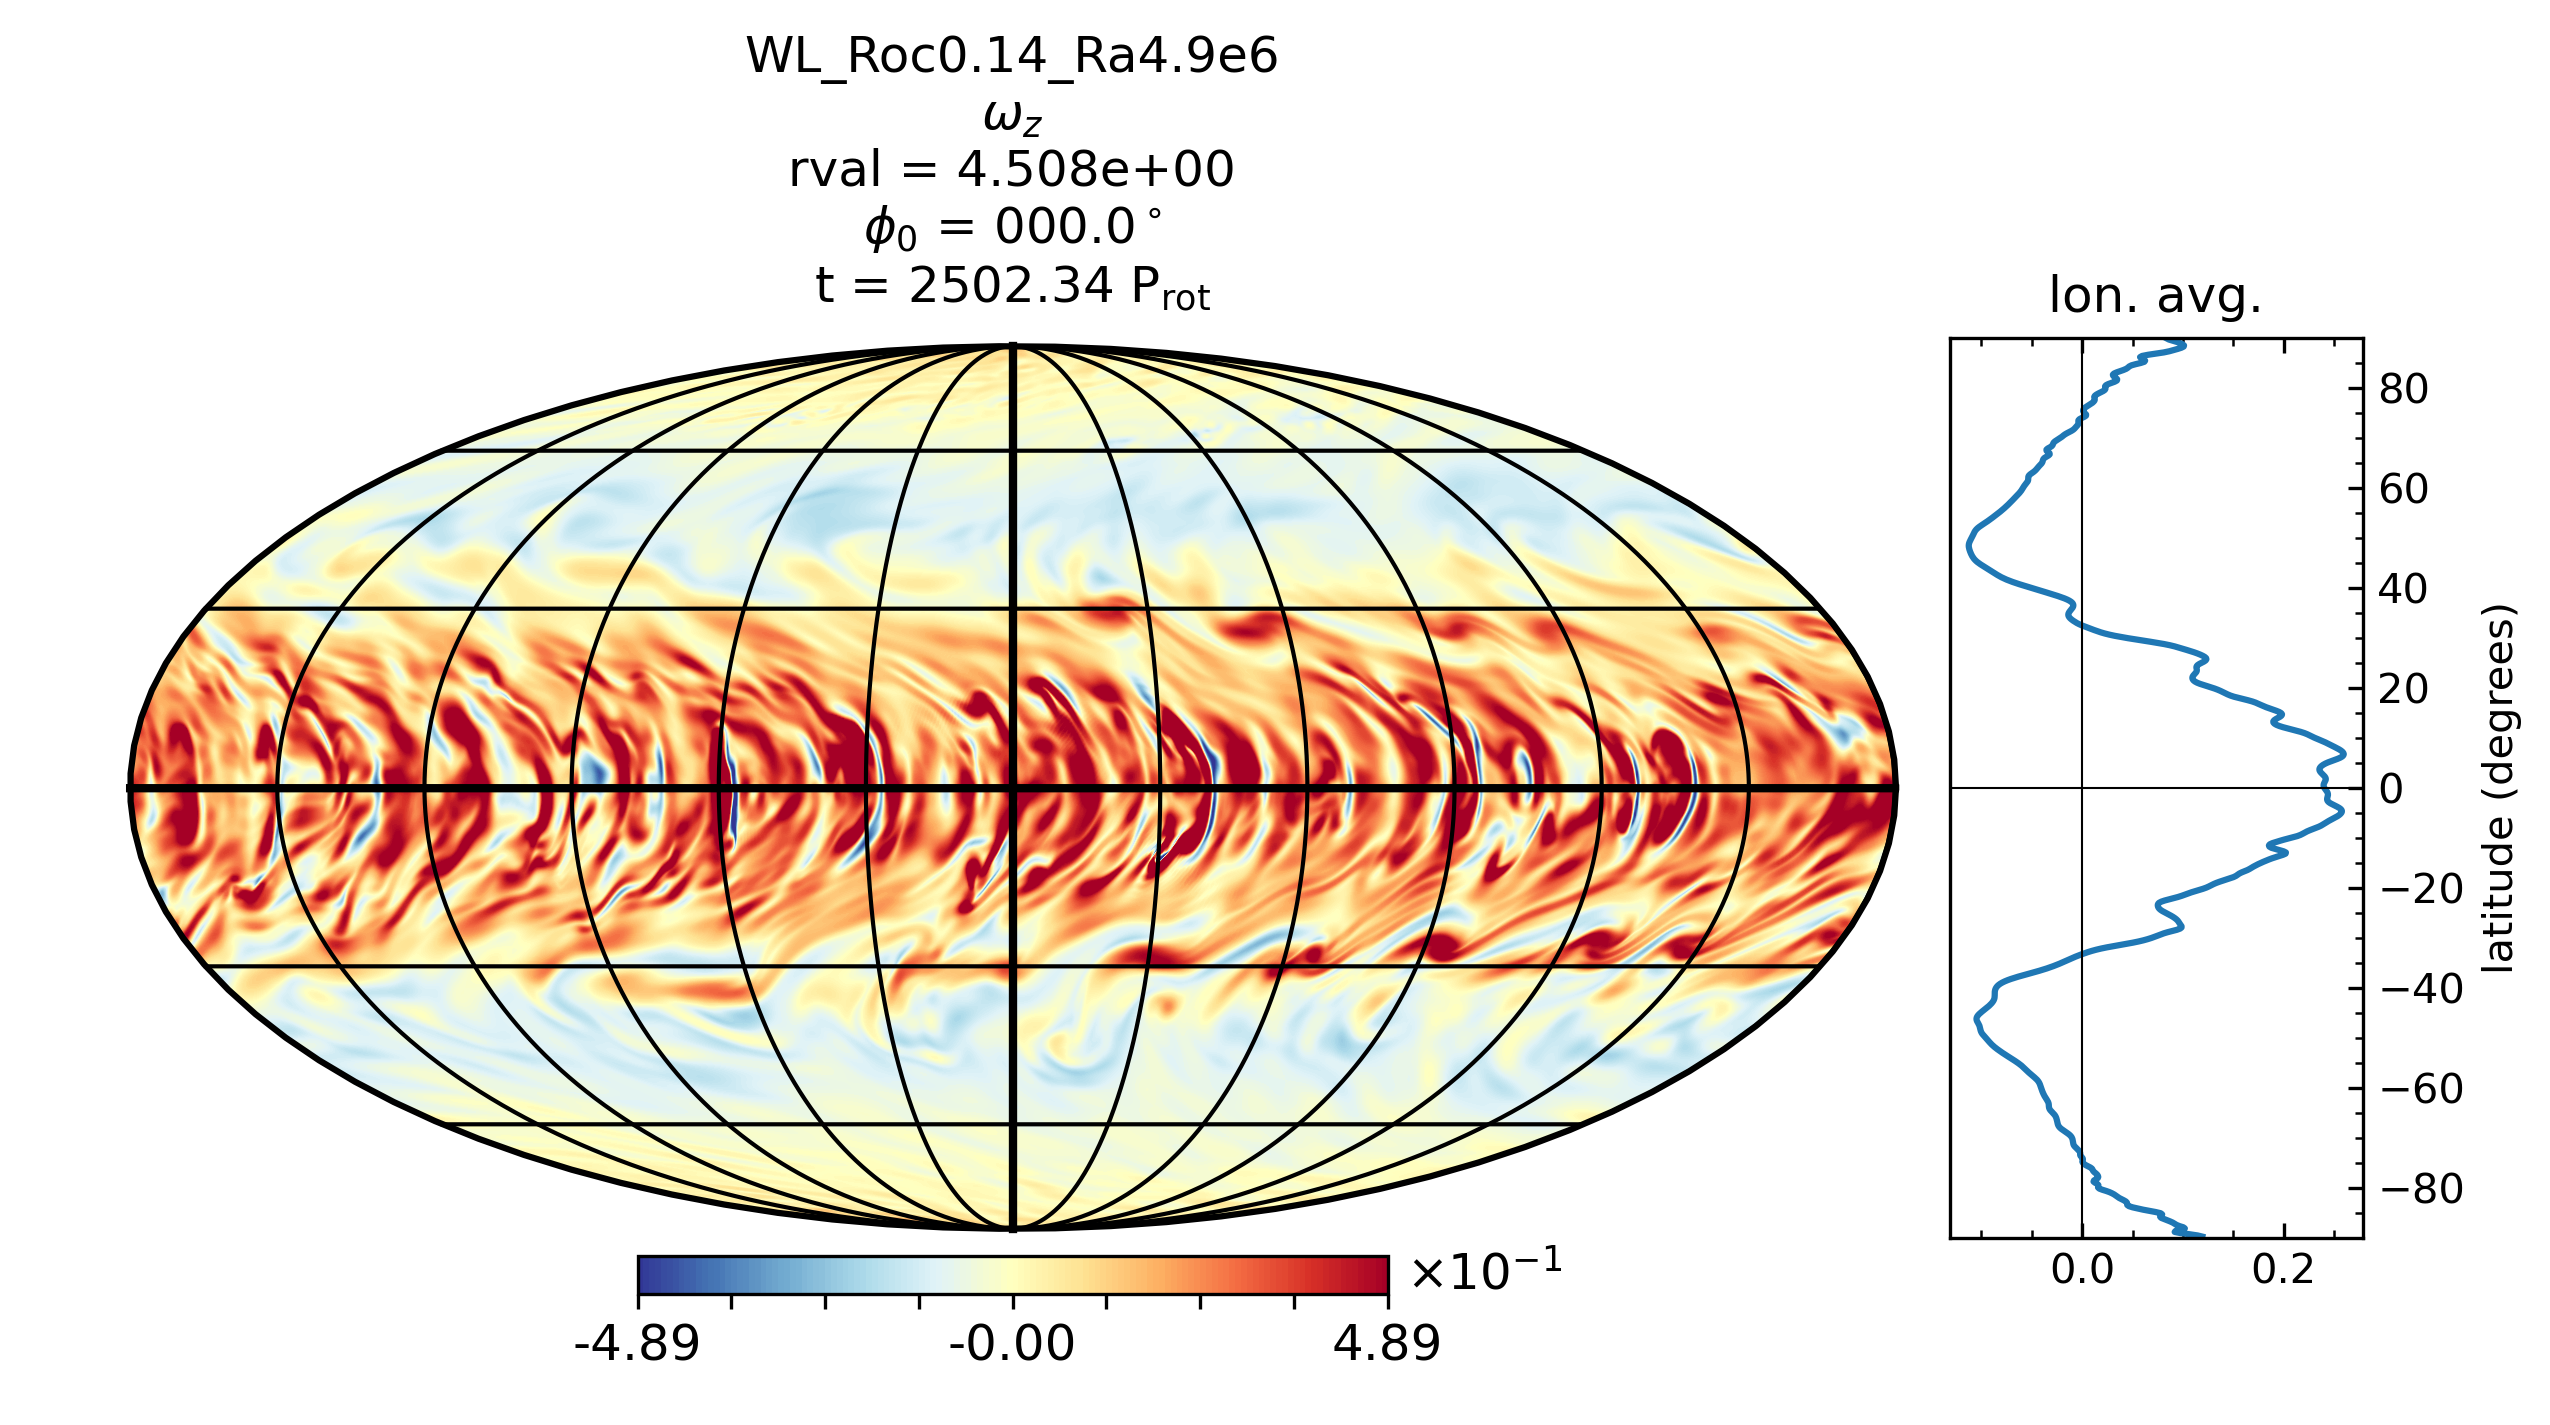 WL_Roc0.14_Ra4.9e6
ω_z
rval = 4.508e+00
ϕ₀ = 000.0°
t = 2502.34 P_rot
lon. avg.
80
60
40
20
0
−20
−40
−60
−80
latitude (degrees)
0.0 0.2
×10⁻¹
-4.89 -0.00 4.89